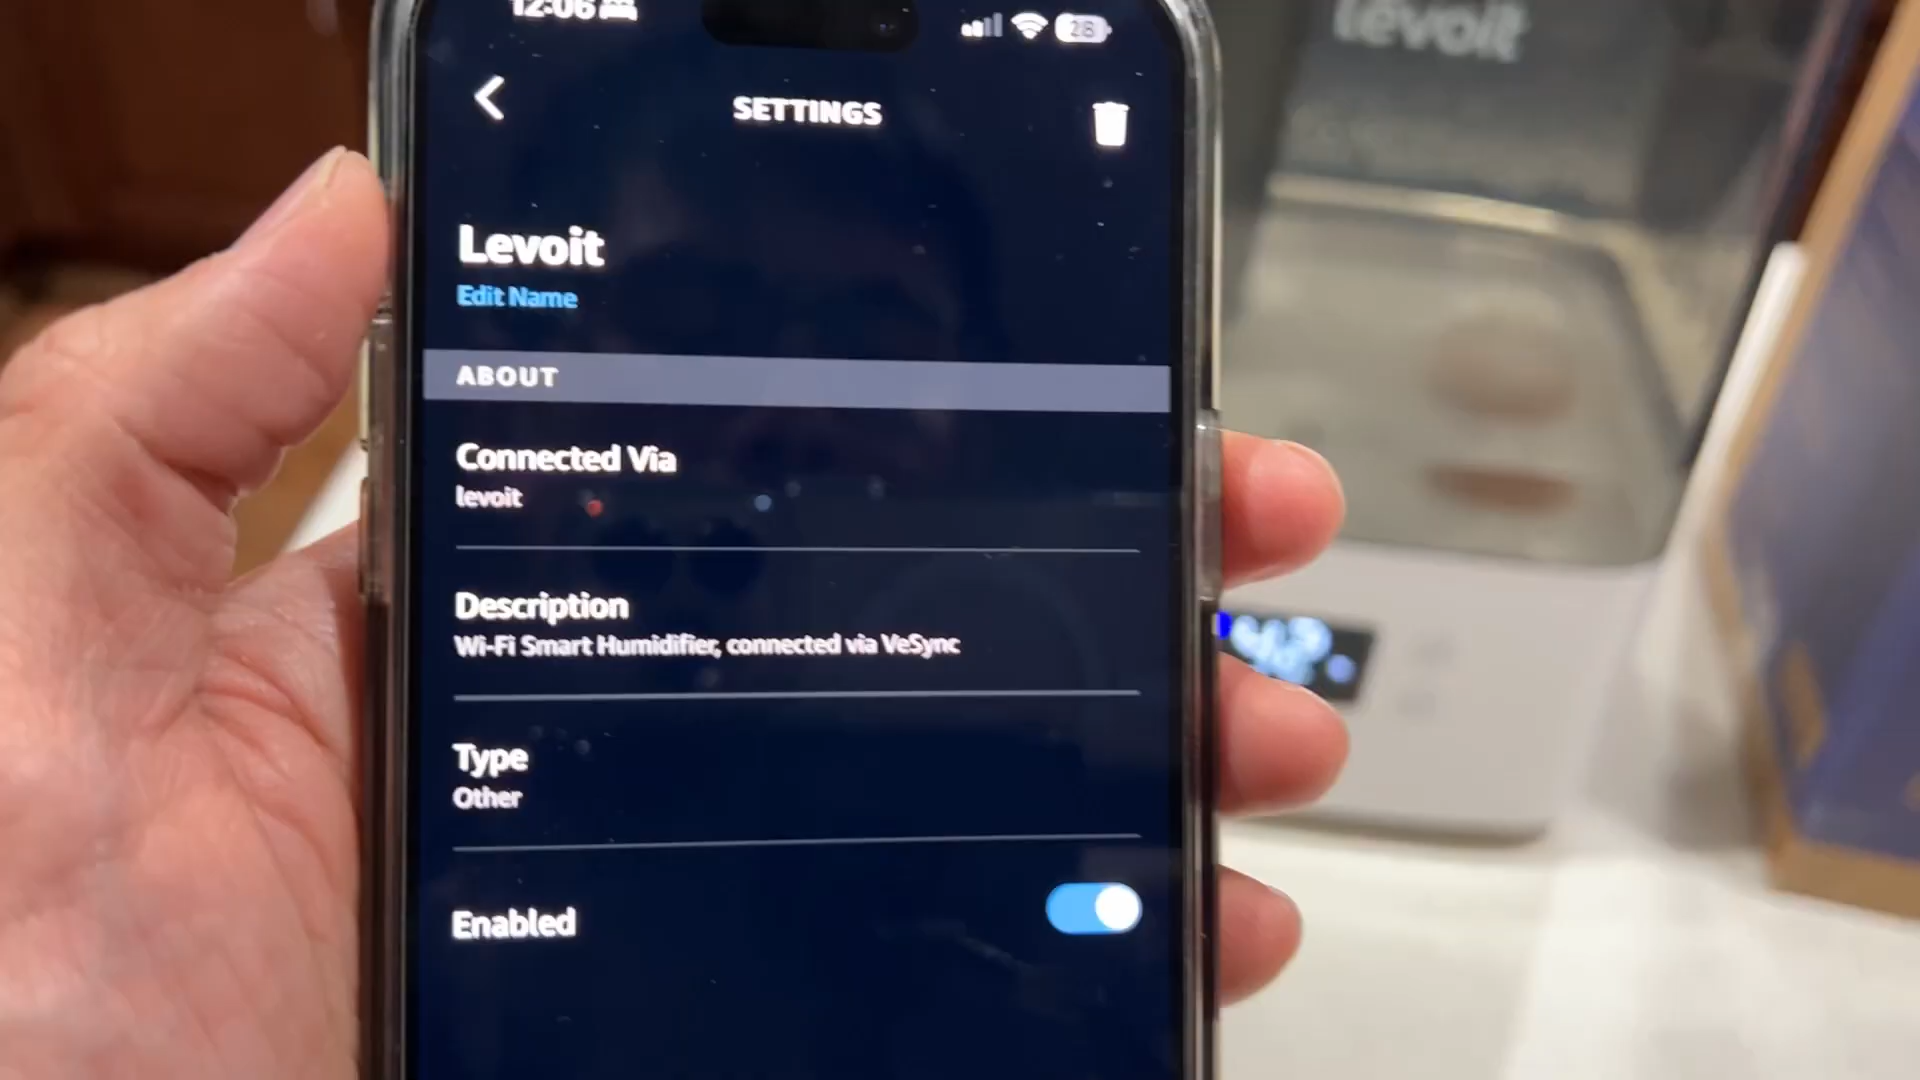 12:06
28
levoit
SETTINGS
Levoit
Edit Name
ABOUT
Connected Via
levoit
Description
Wi-Fi Smart Humidifier, connected via VeSync
Type
Other
Enabled